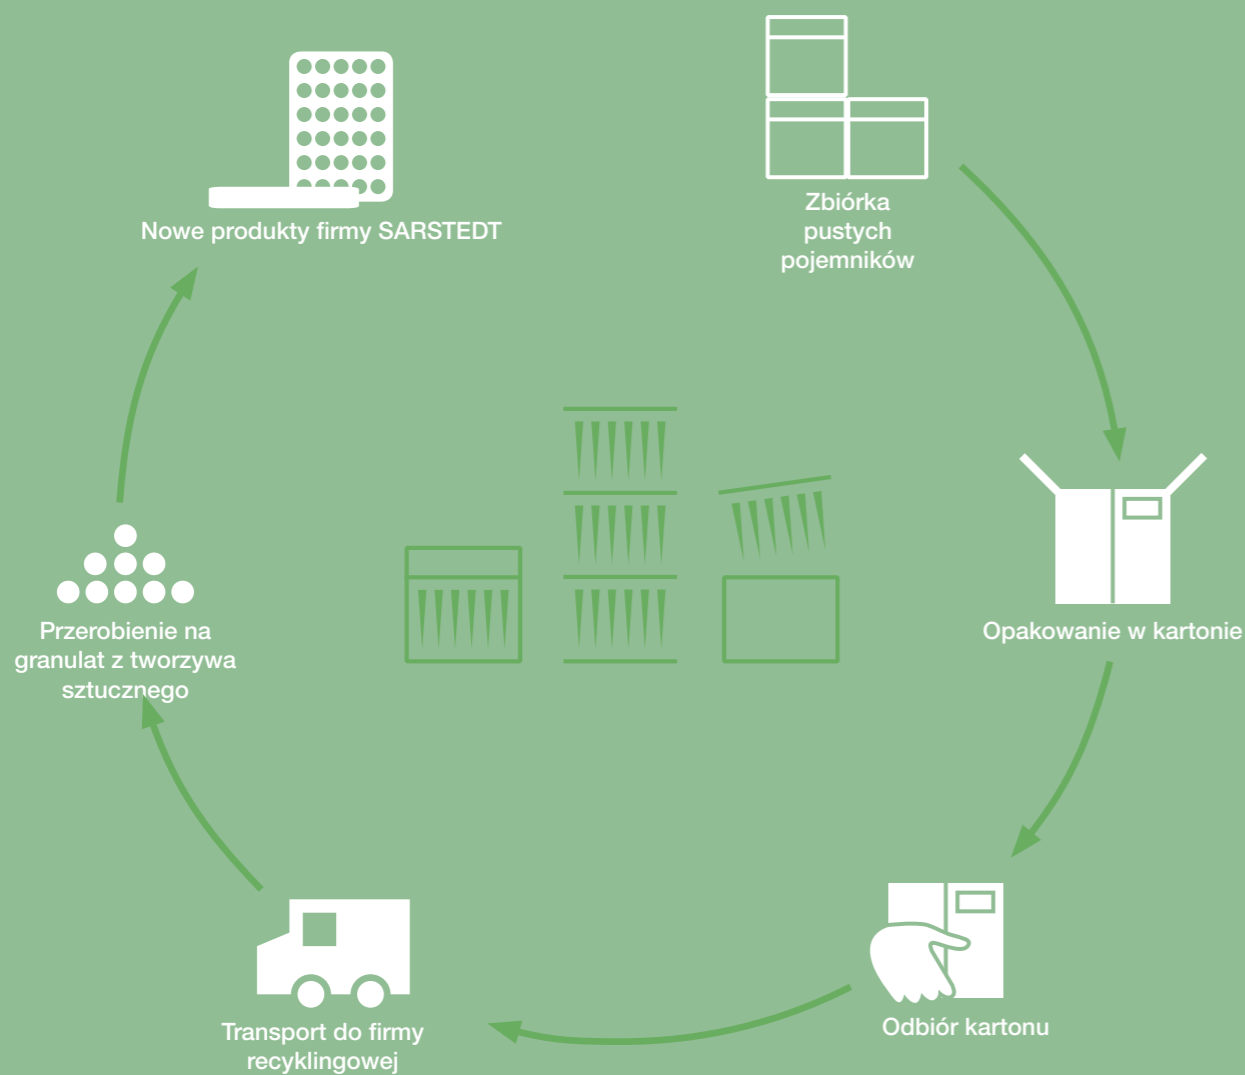 Nowe produkty firmy SARSTEDT
Zbiórka
pustych
pojemników
Opakowanie w kartonie
Odbiór kartonu
Transport do firmy
recyklingowej
Przerobienie na
granulat z tworzywa
sztucznego